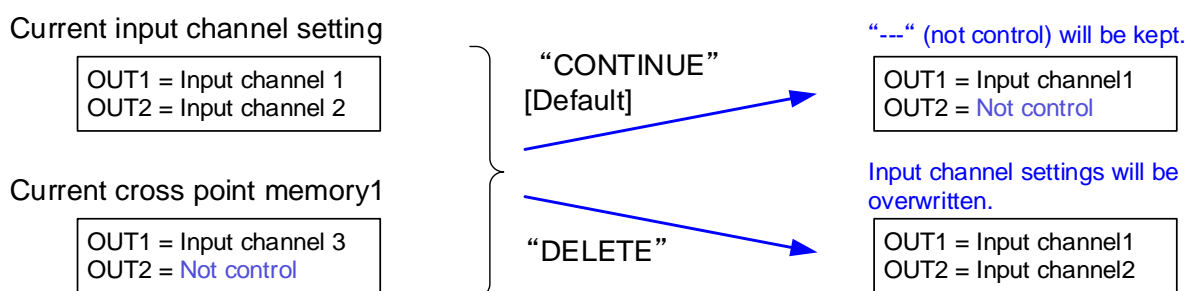 Current input channel setting
OUT1 = Input channel 1
OUT2 = Input channel 2
Current cross point memory1
OUT1 = Input channel 3
OUT2 = Not control
“CONTINUE”
[Default]
“DELETE”
“---“ (not control) will be kept.
OUT1 = Input channel1
OUT2 = Not control
Input channel settings will be
overwritten.
OUT1 = Input channel1
OUT2 = Input channel2